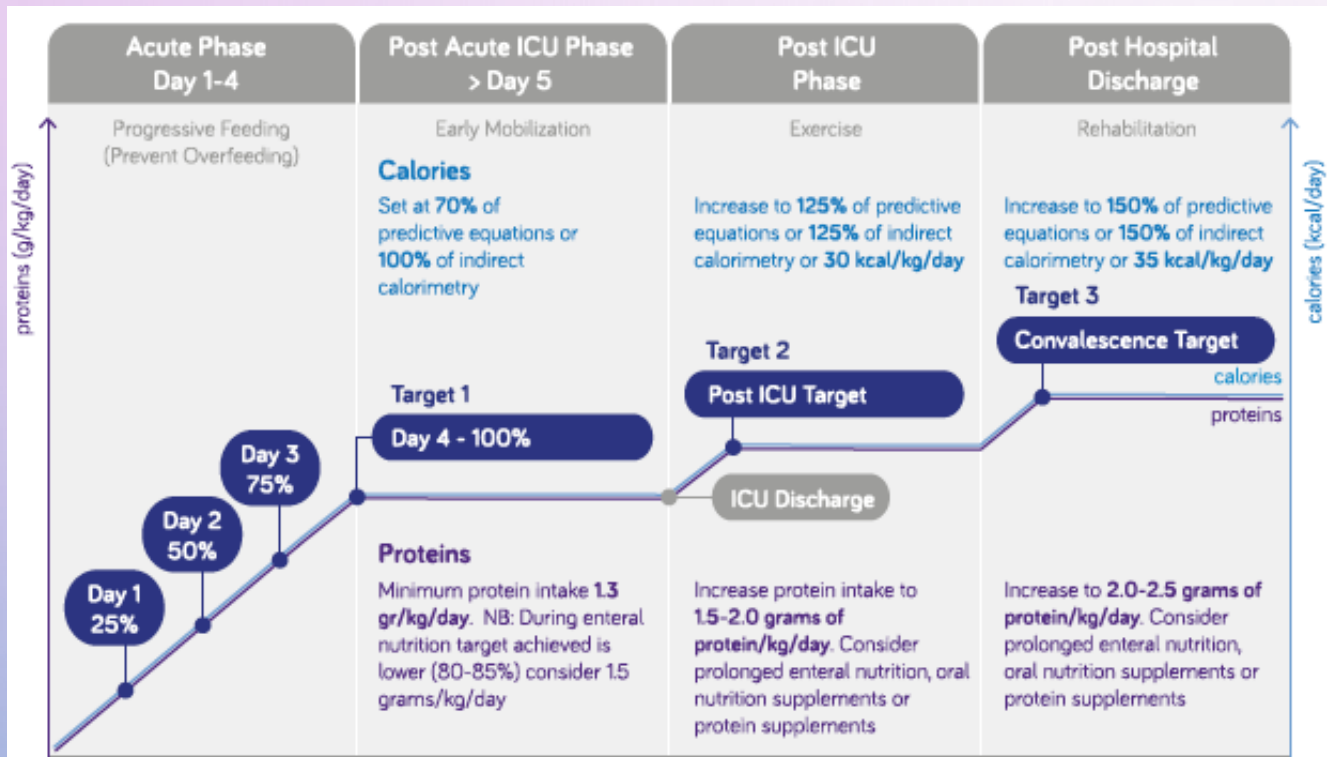 Acute Phase
Day 1-4
Post Acute ICU Phase
> Day 5
Post ICU
Phase
Post Hospital
Discharge
proteins (g/kg/day)
Progressive Feeding
(Prevent Overfeeding)
Day 1
25%
Day 2
50%
Day 3
75%
Early Mobilization
Calories
Set at 70% of
predictive equations or
100% of indirect
calorimetry
Target 1
Day 4 - 100%
Proteins
Minimum protein intake 1.3
gr/kg/day. NB: During enteral
nutrition target achieved is
lower (80-85%) consider 1.5
grams/kg/day
Exercise
Increase to 125% of predictive
equations or 125% of indirect
calorimetry or 30 kcal/kg/day
Target 2
Post ICU Target
ICU Discharge
Increase protein intake to
1.5-2.0 grams of
protein/kg/day. Consider
prolonged enteral nutrition, oral
nutrition supplements or
protein supplements
Rehabilitation
Increase to 150% of predictive
equations or 150% of indirect
calorimetry or 35 kcal/kg/day
Target 3
Convalescence Target
calories
proteins
Increase to 2.0-2.5 grams of
protein/kg/day. Consider
prolonged enteral nutrition,
oral nutrition supplements or
protein supplements
calories (kcal/day)